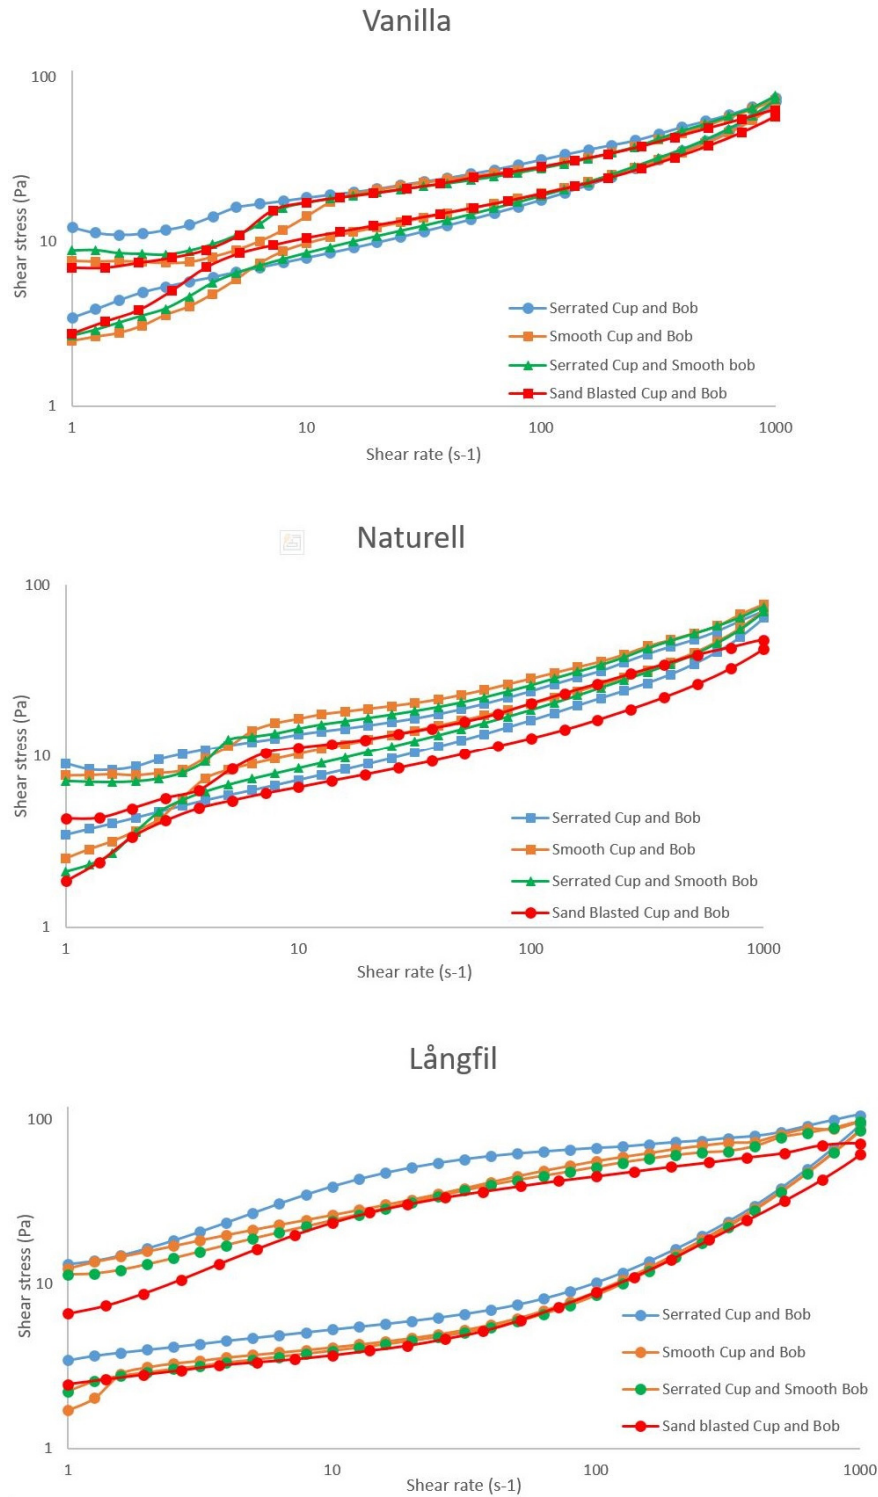 Vanilla
100
10
1
Shear stress (Pa)
Serrated Cup and Bob
Smooth Cup and Bob
Serrated Cup and Smooth bob
Sand Blasted Cup and Bob
1 10 100 1000
Shear rate (s-1)
Naturell
100
10
1
Shear stress (Pa)
Serrated Cup and Bob
Smooth Cup and Bob
Serrated Cup and Smooth Bob
Sand Blasted Cup and Bob
1 10 100 1000
Shear rate (s-1)
Långfil
100
10
1
Shear stress (Pa)
Serrated Cup and Bob
Smooth Cup and Bob
Serrated Cup and Smooth Bob
Sand blasted Cup and Bob
1 10 100 1000
Shear rate (s-1)